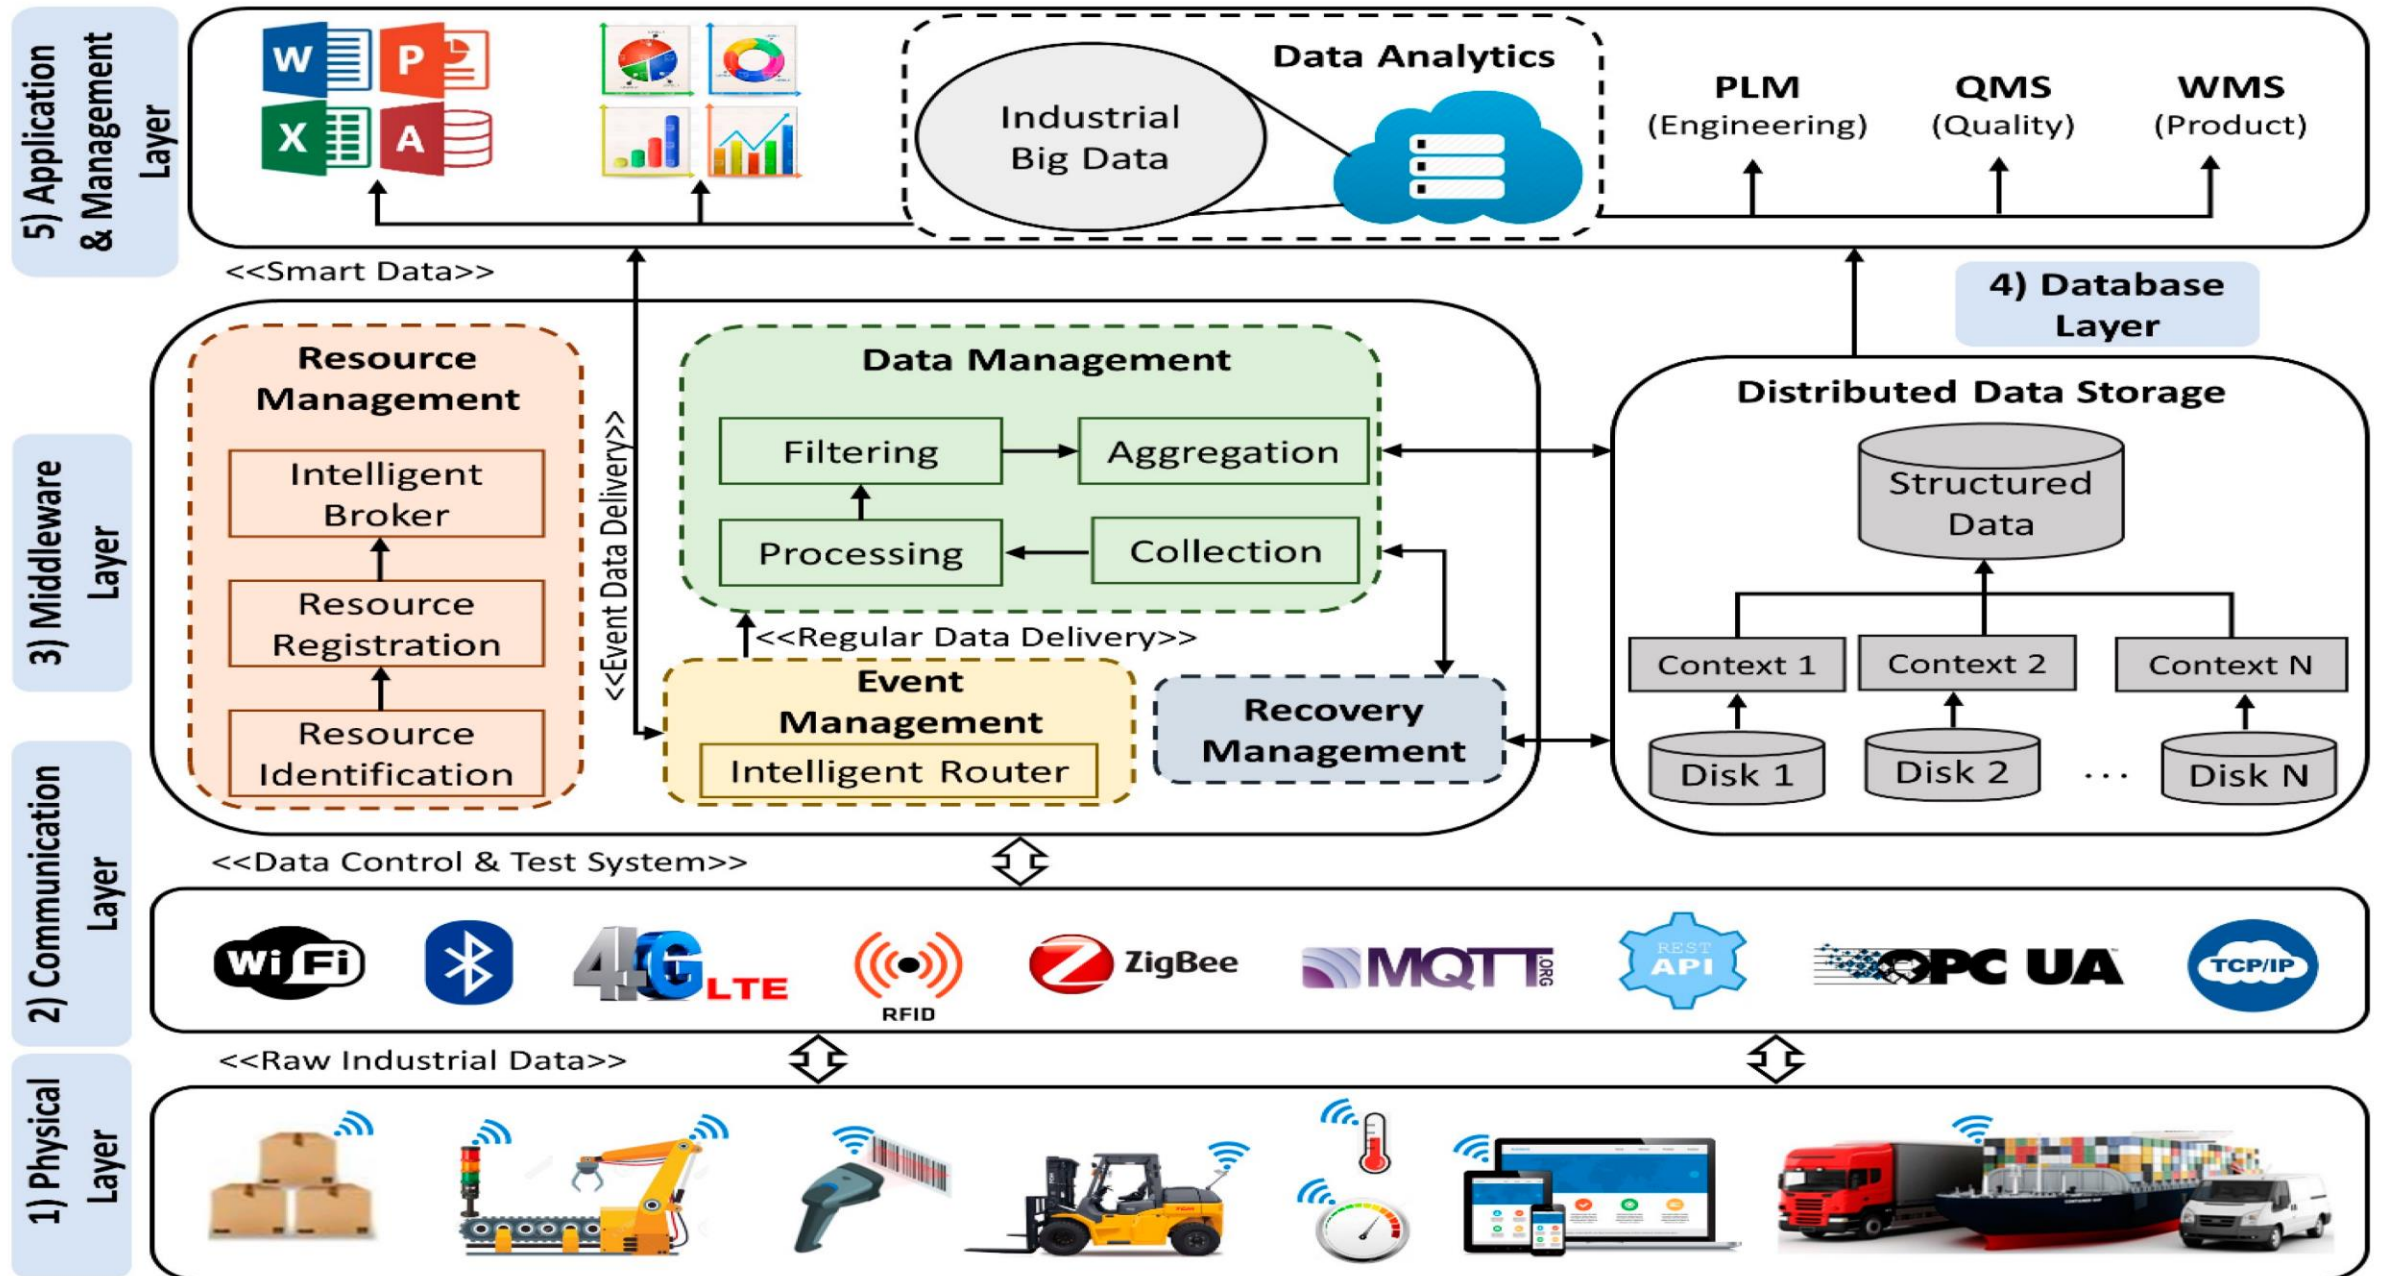 5) Application
& Management
Layer
W
P
X
A
Data Analytics
Industrial
Big Data
PLM
(Engineering)
QMS
(Quality)
WMS
(Product)
<<Smart Data>>
4) Database
Layer
3) Middleware
Layer
Resource
Management
Intelligent
Broker
Resource
Registration
Resource
Identification
<<Event Data Delivery>>
Data Management
Filtering
Aggregation
Processing
Collection
<<Regular Data Delivery>>
Event
Management
Intelligent Router
Recovery
Management
Distributed Data Storage
Structured
Data
Context 1
Context 2
Context N
Disk 1
Disk 2
...
Disk N
<<Data Control & Test System>>
2) Communication
Layer
Wi Fi
4G LTE
RFID
Z ZigBee
MQTT .ORG
REST
API
OPC UA
TCP/IP
<<Raw Industrial Data>>
1) Physical
Layer